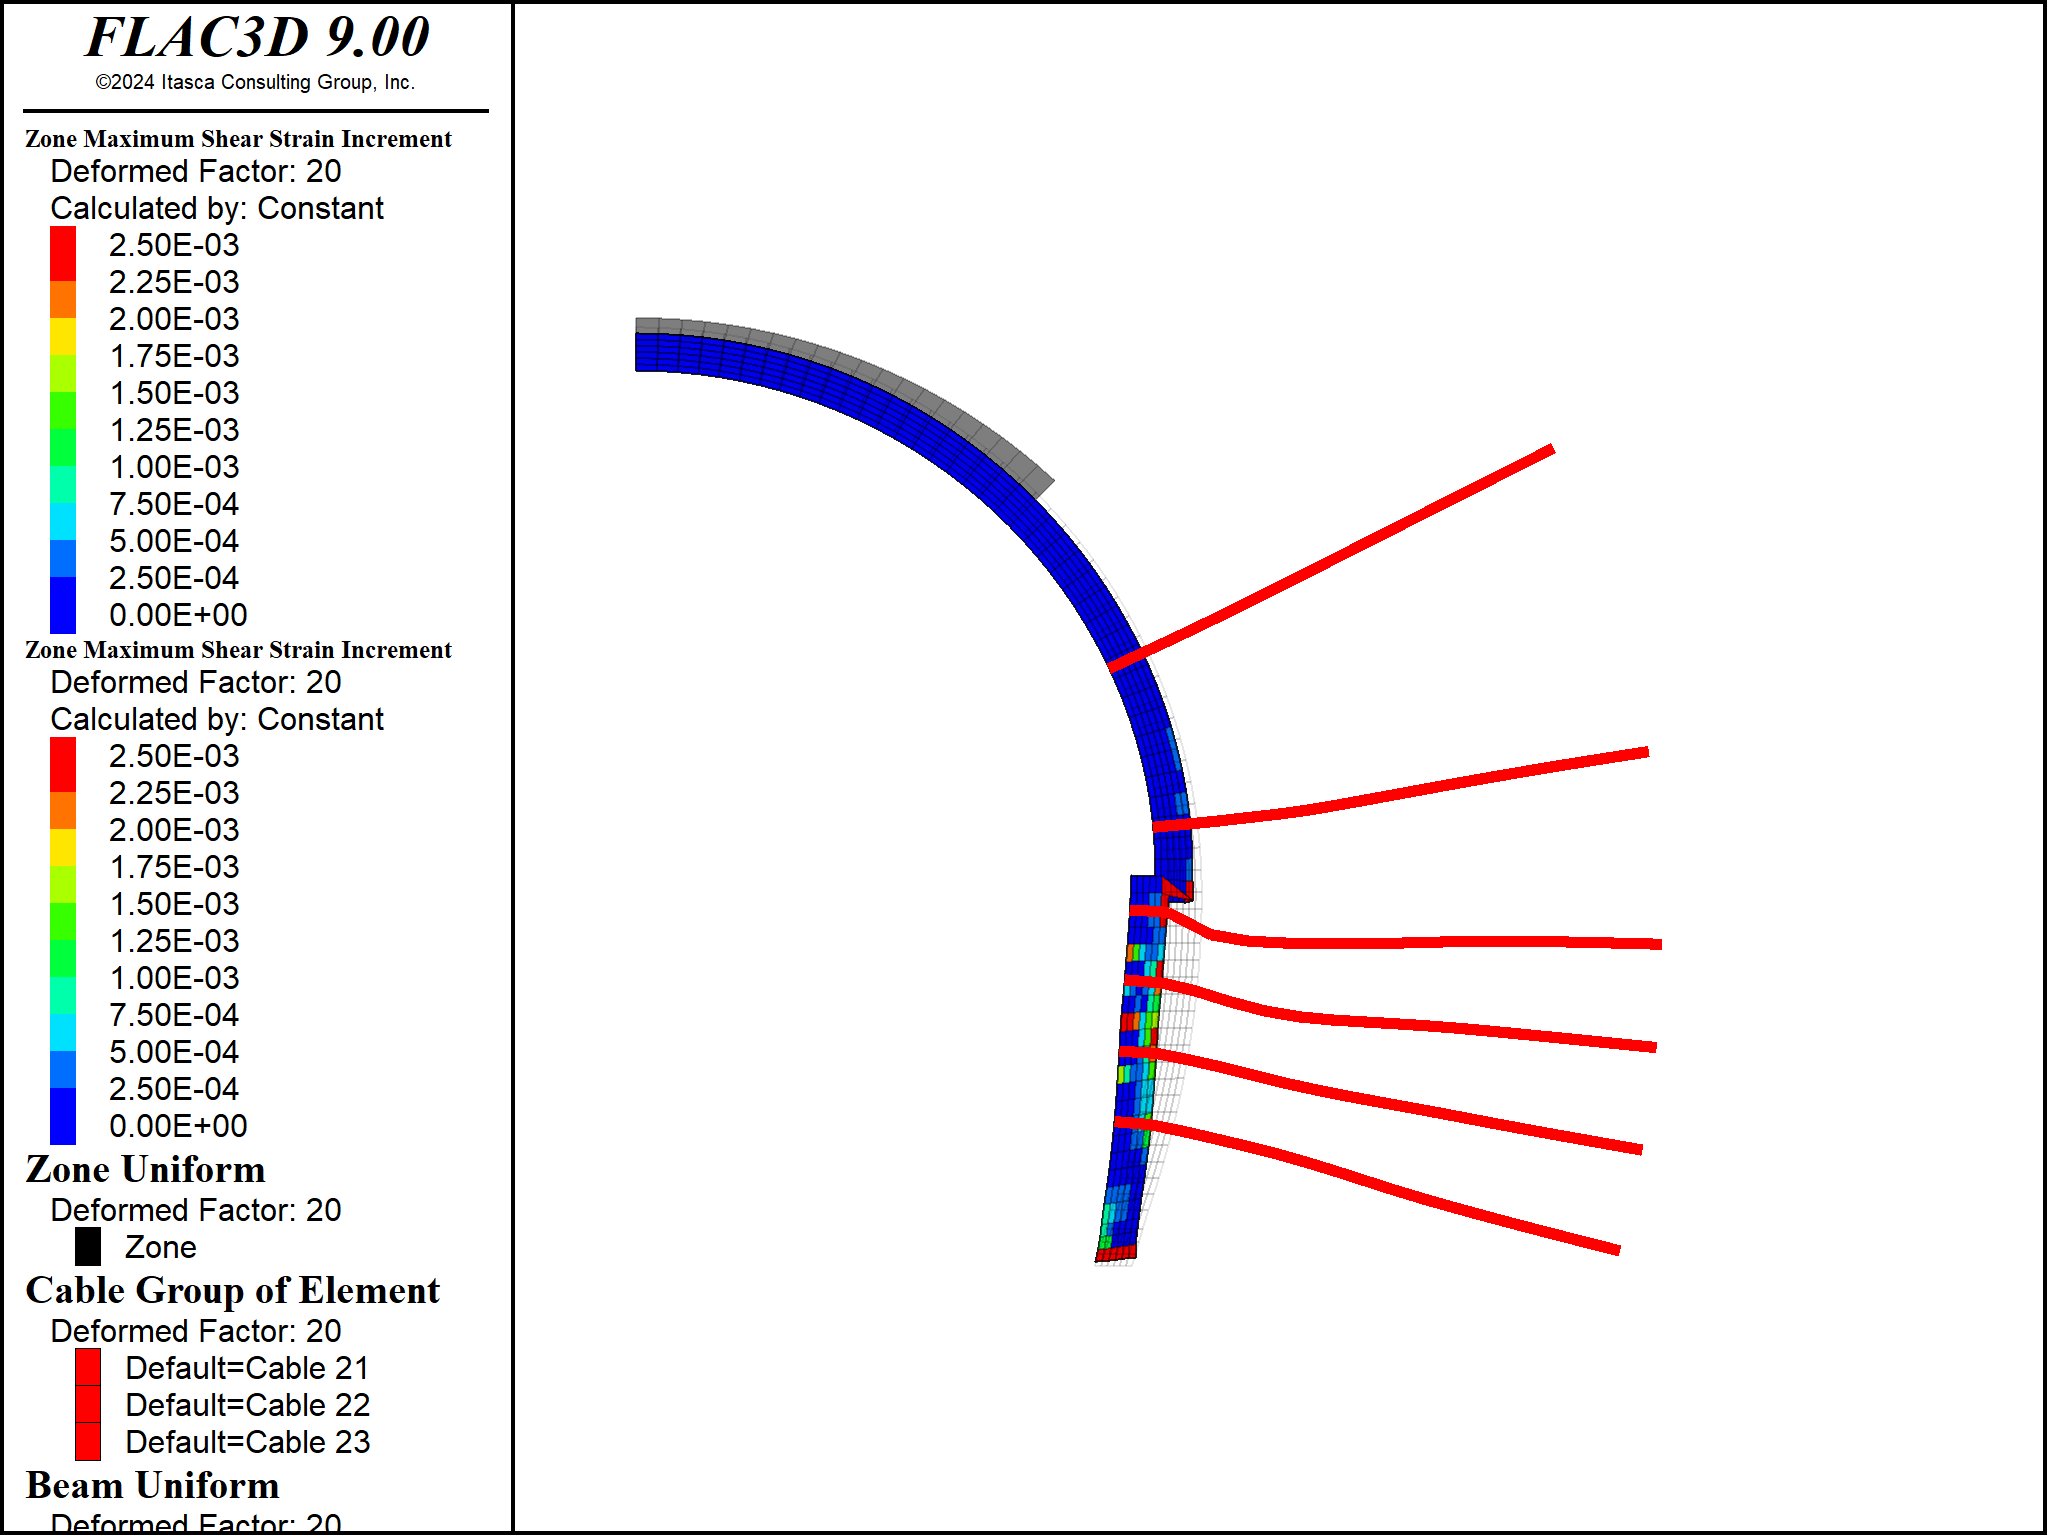 FLAC3D 9.00
©2024 Itasca Consulting Group, Inc.
Zone Maximum Shear Strain Increment
Deformed Factor: 20
Calculated by: Constant
2.50E-03
2.25E-03
2.00E-03
1.75E-03
1.50E-03
1.25E-03
1.00E-03
7.50E-04
5.00E-04
2.50E-04
0.00E+00
Zone Maximum Shear Strain Increment
Deformed Factor: 20
Calculated by: Constant
2.50E-03
2.25E-03
2.00E-03
1.75E-03
1.50E-03
1.25E-03
1.00E-03
7.50E-04
5.00E-04
2.50E-04
0.00E+00
Zone Uniform
Deformed Factor: 20
Zone
Cable Group of Element
Deformed Factor: 20
Default=Cable 21
Default=Cable 22
Default=Cable 23
Beam Uniform
Deformed Factor: 20